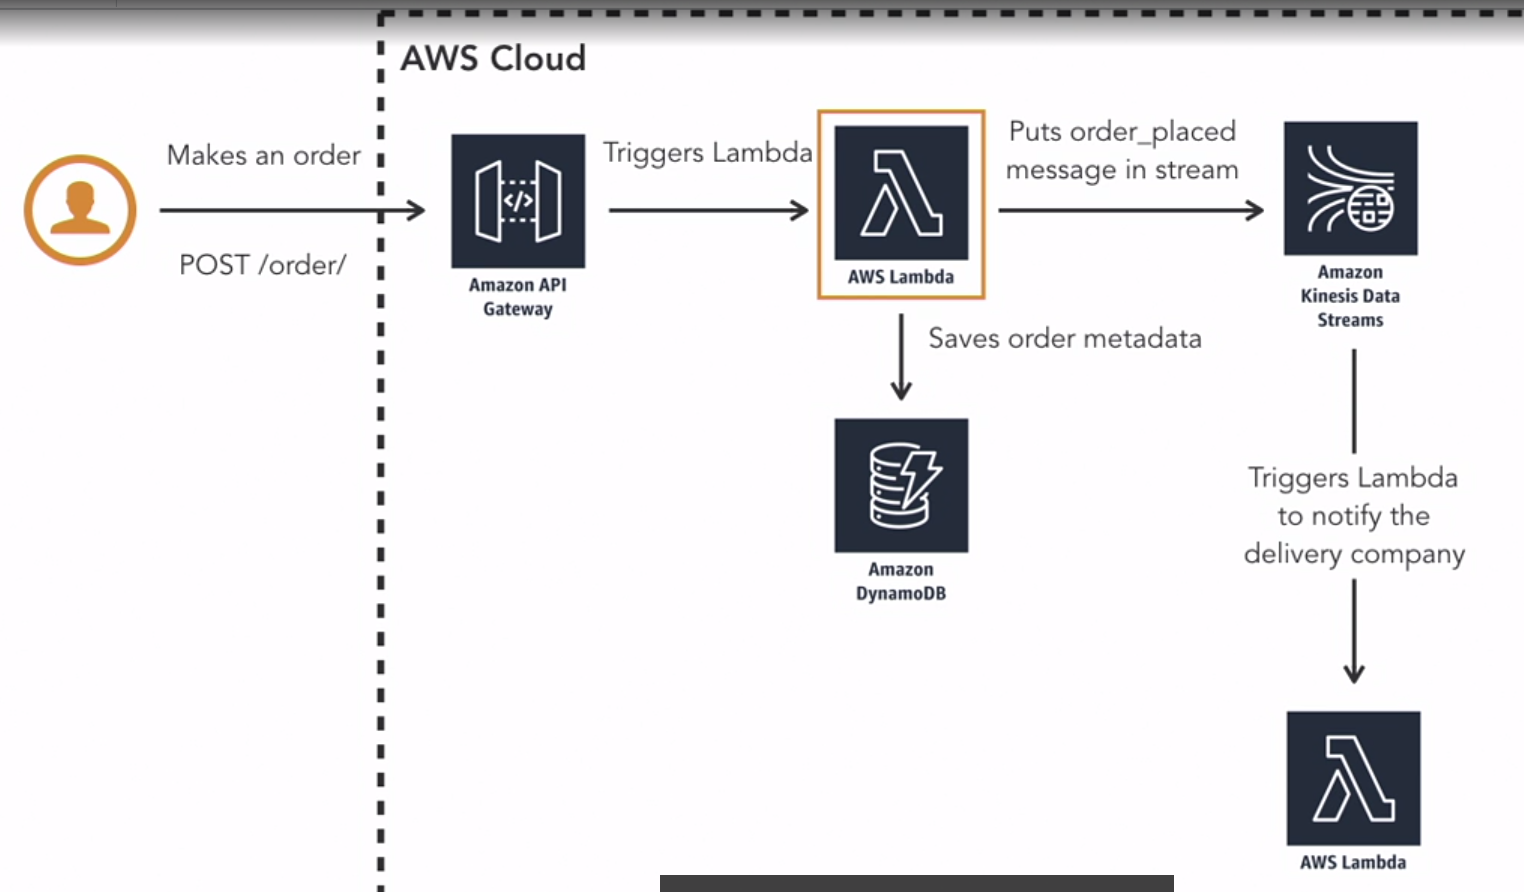 AWS Cloud
Makes an order
POST /order/
</>
Amazon API
Gateway
Triggers Lambda
AWS Lambda
Puts order_placed
message in stream
Amazon
Kinesis Data
Streams
Saves order metadata
Amazon
DynamoDB
Triggers Lambda
to notify the
delivery company
AWS Lambda